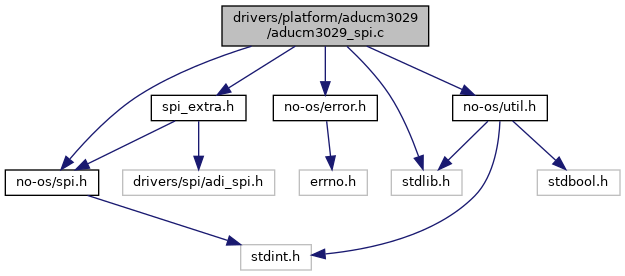 drivers/platform/aducm3029
/aducm3029_spi.c
spi_extra.h
no-os/error.h
no-os/util.h
no-os/spi.h
drivers/spi/adi_spi.h
errno.h
stdlib.h
stdbool.h
stdint.h